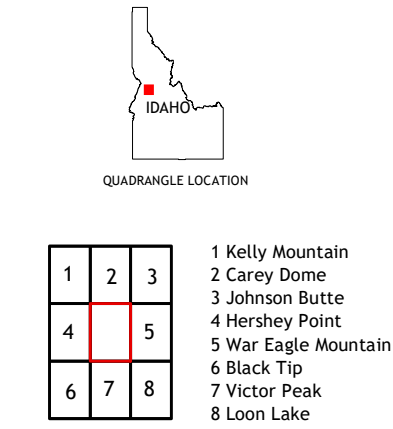 IDAHO
QUADRANGLE LOCATION
1 2 3
4 5
6 7 8
1 Kelly Mountain
2 Carey Dome
3 Johnson Butte
4 Hershey Point
5 War Eagle Mountain
6 Black Tip
7 Victor Peak
8 Loon Lake